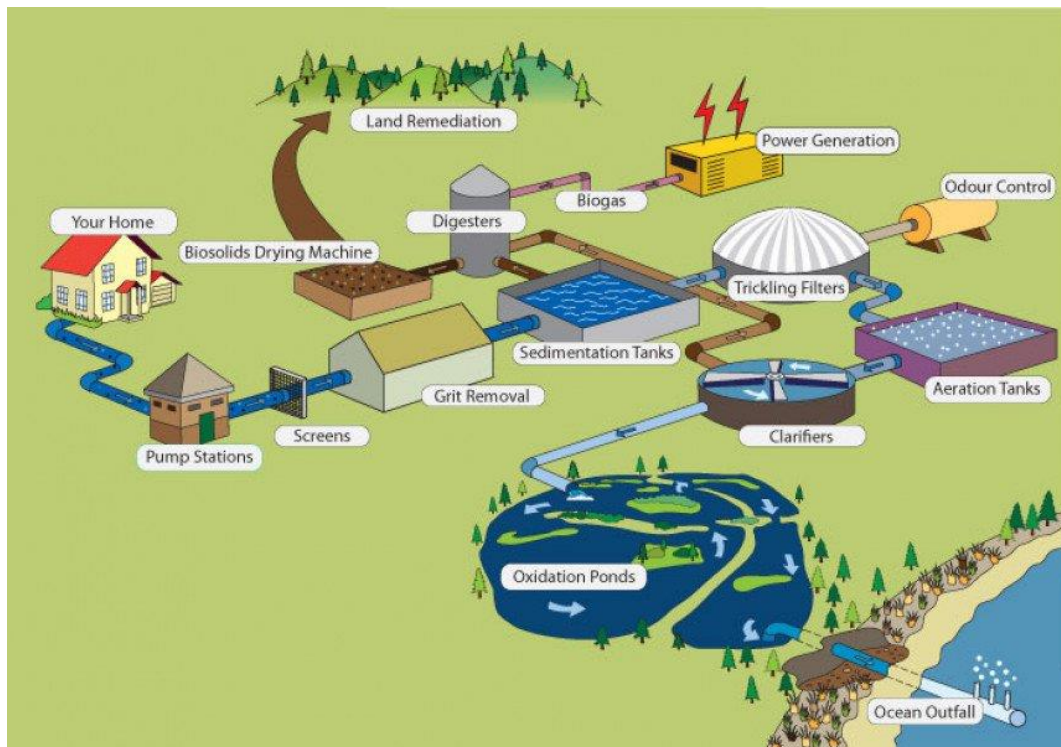 Land Remediation
Power Generation
Odour Control
Biogas
Your Home
Digesters
Biosolids Drying Machine
Trickling Filters
Sedimentation Tanks
Grit Removal
Aeration Tanks
Screens
Clarifiers
Pump Stations
Oxidation Ponds
Ocean Outfall